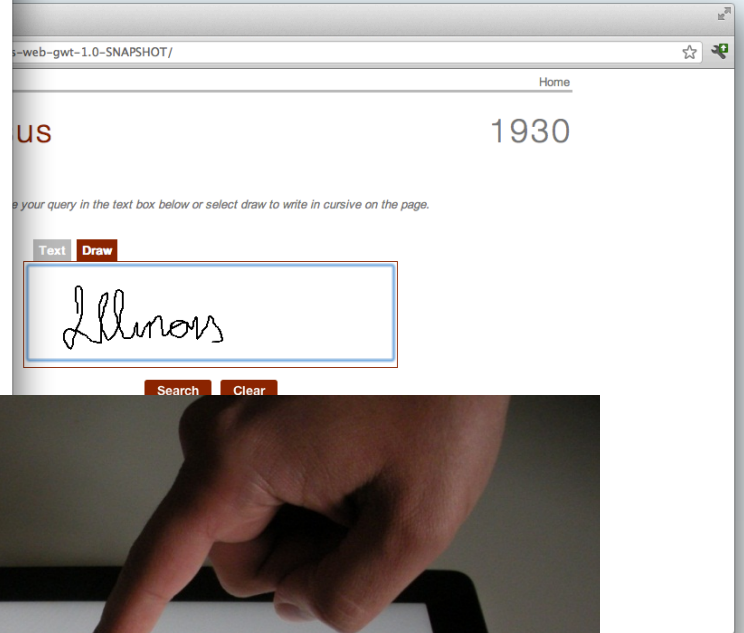 s-web-gwt-1.0-SNAPSHOT/
Home
us 1930
e your query in the text box below or select draw to write in cursive on the page.
Text Draw
Illinois
Search Clear